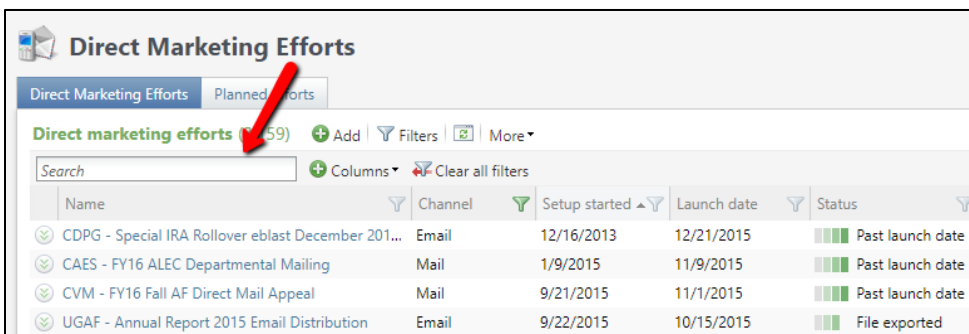 Direct Marketing Efforts
Direct Marketing Efforts Planned
Direct marketing efforts 59) Add Filters More
Search Columns Clear all filters
Name Channel Setup started Launch date Status
CDPG - Special IRA Rollover eblast December 201... Email 12/16/2013 12/21/2015 Past launch date
CAES - FY16 ALEC Departmental Mailing Mail 1/9/2015 11/9/2015 Past launch date
CVM - FY16 Fall AF Direct Mail Appeal Mail 9/21/2015 11/1/2015 Past launch date
UGAF - Annual Report 2015 Email Distribution Email 9/22/2015 10/15/2015 File exported